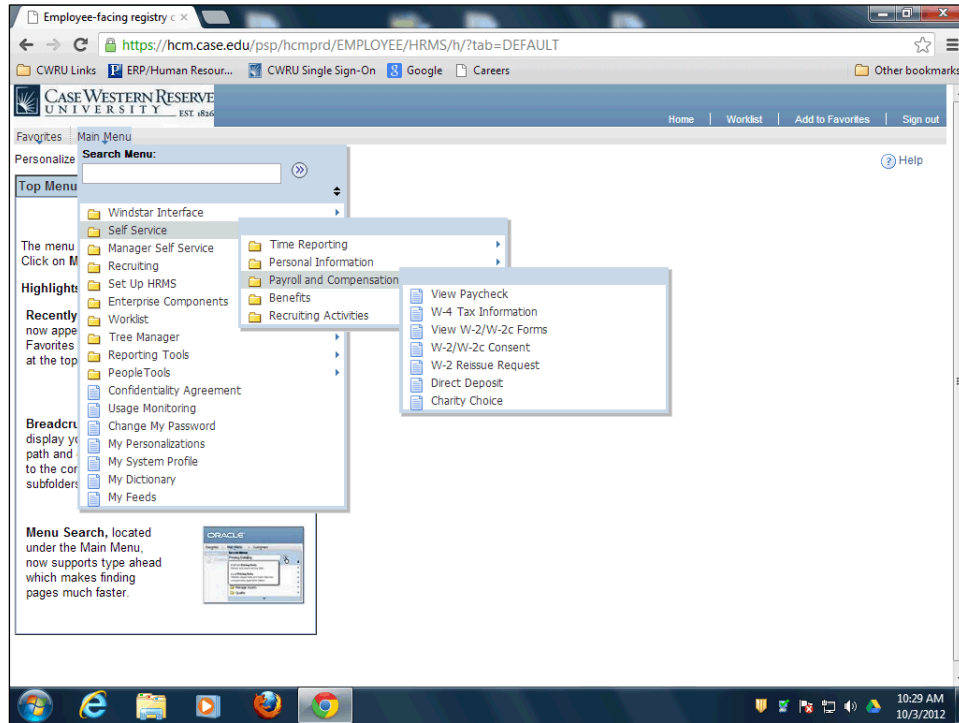 Employee-facing registry c
https://hcm.case.edu/psp/hcmprd/EMPLOYEE/HRMS/h/?tab=DEFAULT
CWRU Links ERP/Human Resour... CWRU Single Sign-On Google Careers Other bookmarks
CASE WESTERN RESERVE
UNIVERSITY EST. 1826
Home | Worklist | Add to Favorites | Sign out
Favorites Main Menu
Personalize
Help
Search Menu:
Top Menu
Windstar Interface
Self Service
Manager Self Service
Recruiting
Set Up HRMS
Enterprise Components
Worklist
Tree Manager
Reporting Tools
PeopleTools
Confidentiality Agreement
Usage Monitoring
Change My Password
My Personalizations
My System Profile
My Dictionary
My Feeds
Time Reporting
Personal Information
Payroll and Compensation
Benefits
Recruiting Activities
View Paycheck
W-4 Tax Information
View W-2/W-2c Forms
W-2/W-2c Consent
W-2 Reissue Request
Direct Deposit
Charity Choice
The menu
Click on M
Highlights
Recently
now appe
Favorites
at the top
Breadcru
display yo
path and
to the con
subfolders
Menu Search, located
under the Main Menu,
now supports type ahead
which makes finding
pages much faster.
ORACLE
10:29 AM
10/3/2012